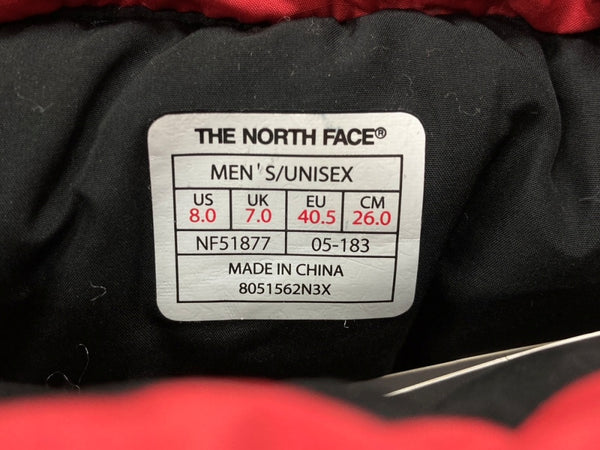 THE NORTH FACE®
MEN'S/UNISEX
US UK EU CM
8.0 7.0 40.5 26.0
NF51877 05-183
MADE IN CHINA
8051562N3X